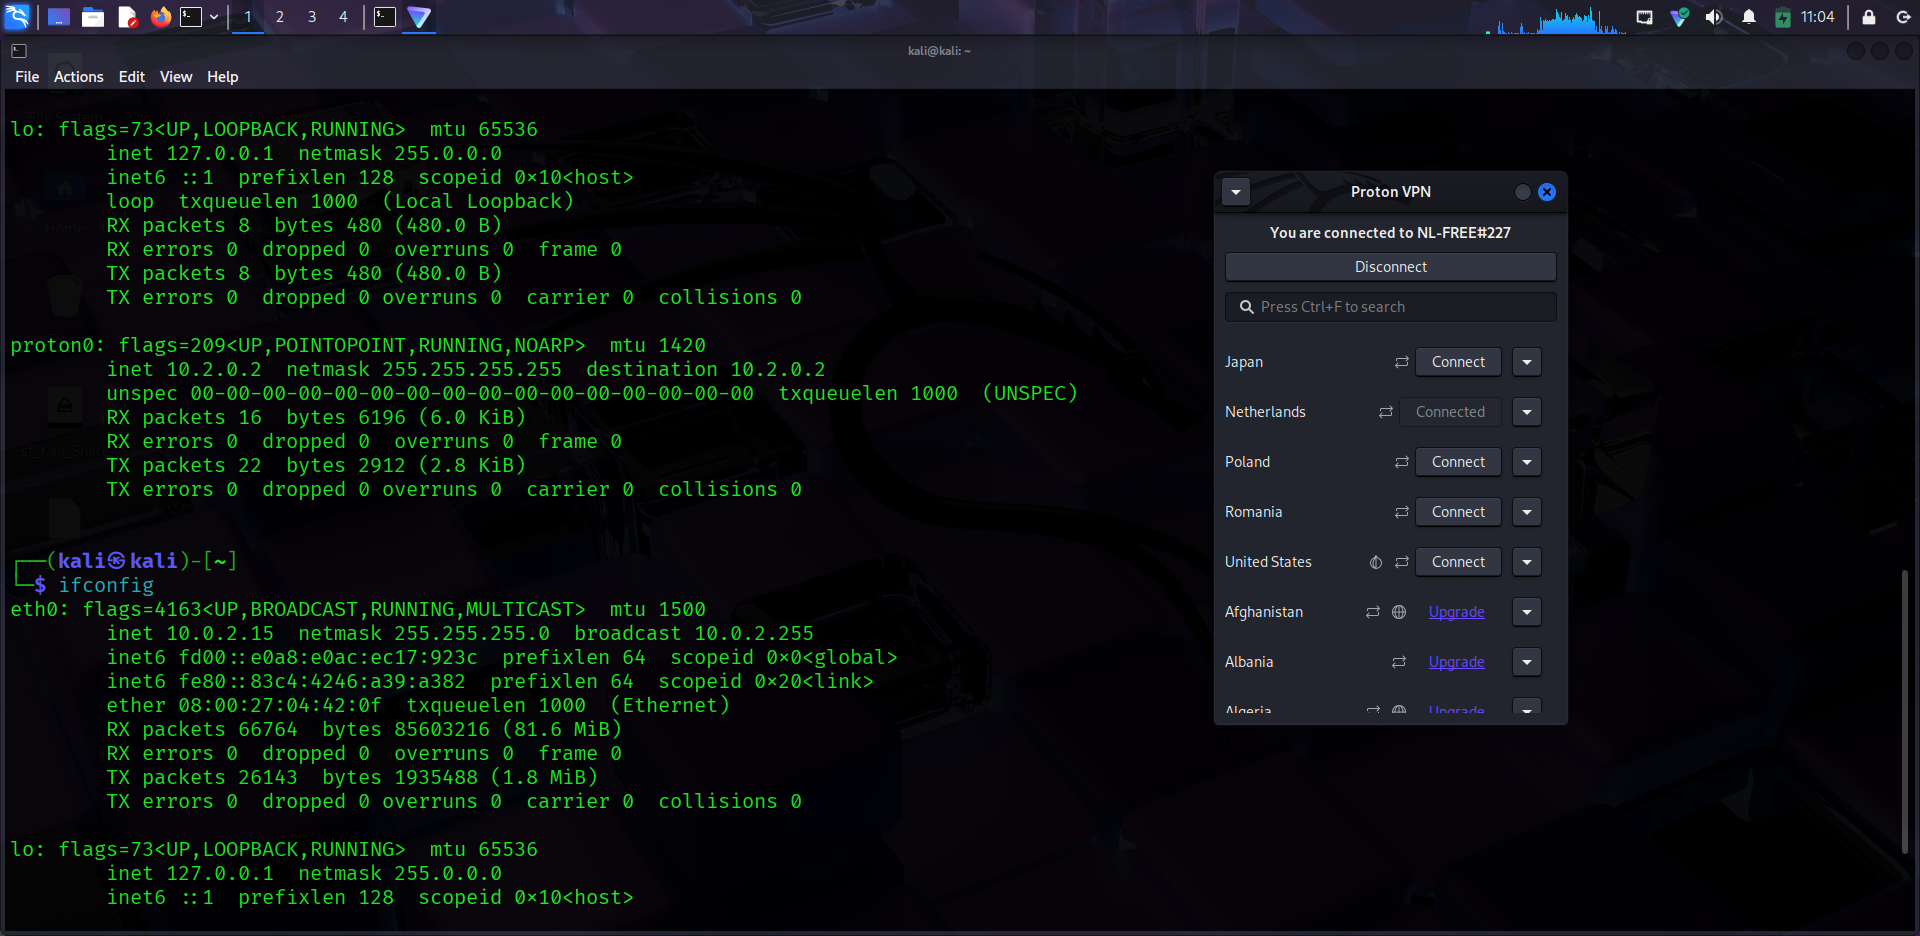 1
2
3
4
11:04
kali@kali: ~
File Actions Edit View Help
lo: flags=73<UP,LOOPBACK,RUNNING>  mtu 65536
        inet 127.0.0.1  netmask 255.0.0.0
        inet6 ::1  prefixlen 128  scopeid 0x10<host>
        loop  txqueuelen 1000  (Local Loopback)
        RX packets 8  bytes 480 (480.0 B)
        RX errors 0  dropped 0  overruns 0  frame 0
        TX packets 8  bytes 480 (480.0 B)
        TX errors 0  dropped 0 overruns 0  carrier 0  collisions 0
proton0: flags=209<UP,POINTOPOINT,RUNNING,NOARP>  mtu 1420
        inet 10.2.0.2  netmask 255.255.255.255  destination 10.2.0.2
        unspec 00-00-00-00-00-00-00-00-00-00-00-00-00-00-00-00  txqueuelen 1000  (UNSPEC)
        RX packets 16  bytes 6196 (6.0 KiB)
        RX errors 0  dropped 0  overruns 0  frame 0
        TX packets 22  bytes 2912 (2.8 KiB)
        TX errors 0  dropped 0 overruns 0  carrier 0  collisions 0
┌──(kali㉿kali)-[~]
└─$ ifconfig
eth0: flags=4163<UP,BROADCAST,RUNNING,MULTICAST>  mtu 1500
        inet 10.0.2.15  netmask 255.255.255.0  broadcast 10.0.2.255
        inet6 fd00::e0a8:e0ac:ec17:923c  prefixlen 64  scopeid 0x0<global>
        inet6 fe80::83c4:4246:a39:a382  prefixlen 64  scopeid 0x20<link>
        ether 08:00:27:04:42:0f  txqueuelen 1000  (Ethernet)
        RX packets 66764  bytes 85603216 (81.6 MiB)
        RX errors 0  dropped 0  overruns 0  frame 0
        TX packets 26143  bytes 1935488 (1.8 MiB)
        TX errors 0  dropped 0 overruns 0  carrier 0  collisions 0
lo: flags=73<UP,LOOPBACK,RUNNING>  mtu 65536
        inet 127.0.0.1  netmask 255.0.0.0
        inet6 ::1  prefixlen 128  scopeid 0x10<host>
Proton VPN
You are connected to NL-FREE#227
Disconnect
Press Ctrl+F to search
Japan Connect
Netherlands Connected
Poland Connect
Romania Connect
United States Connect
Afghanistan Upgrade
Albania Upgrade
Algeria Upgrade
Home